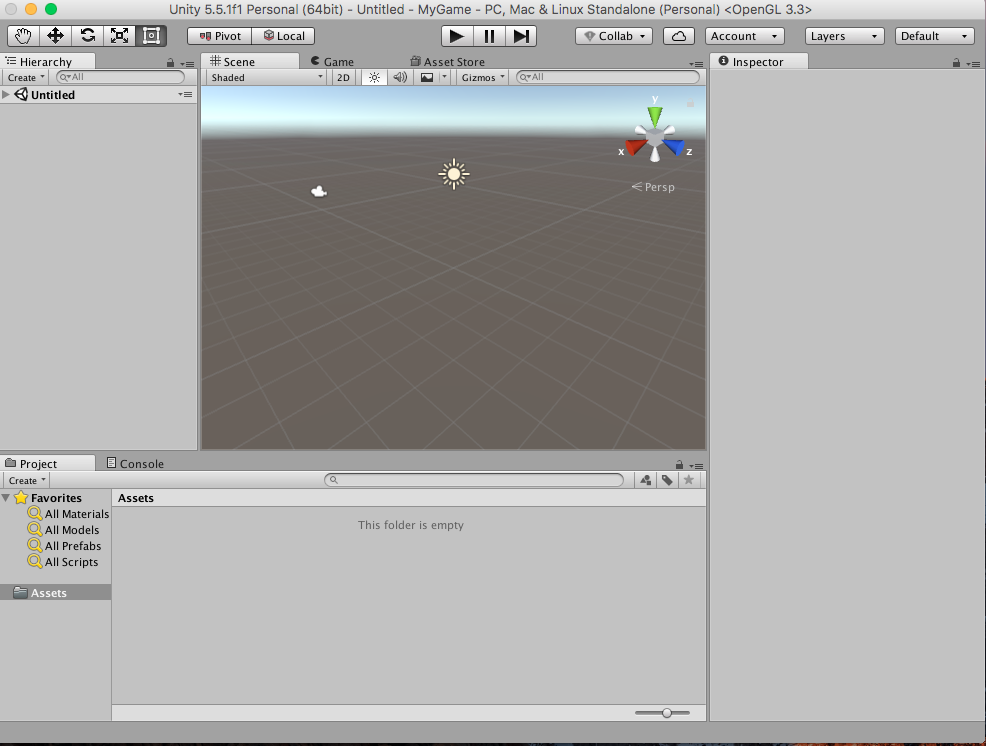 Unity 5.5.1f1 Personal (64bit) - Untitled - MyGame - PC, Mac & Linux Standalone (Personal) <OpenGL 3.3>
Pivot Local Collab Account Layers Default
Hierarchy
Create All
Untitled
Scene Game Asset Store
Shaded 2D Gizmos All
y
x z
Persp
Inspector
Project Console
Create
Favorites
All Materials
All Models
All Prefabs
All Scripts
Assets
Assets
This folder is empty